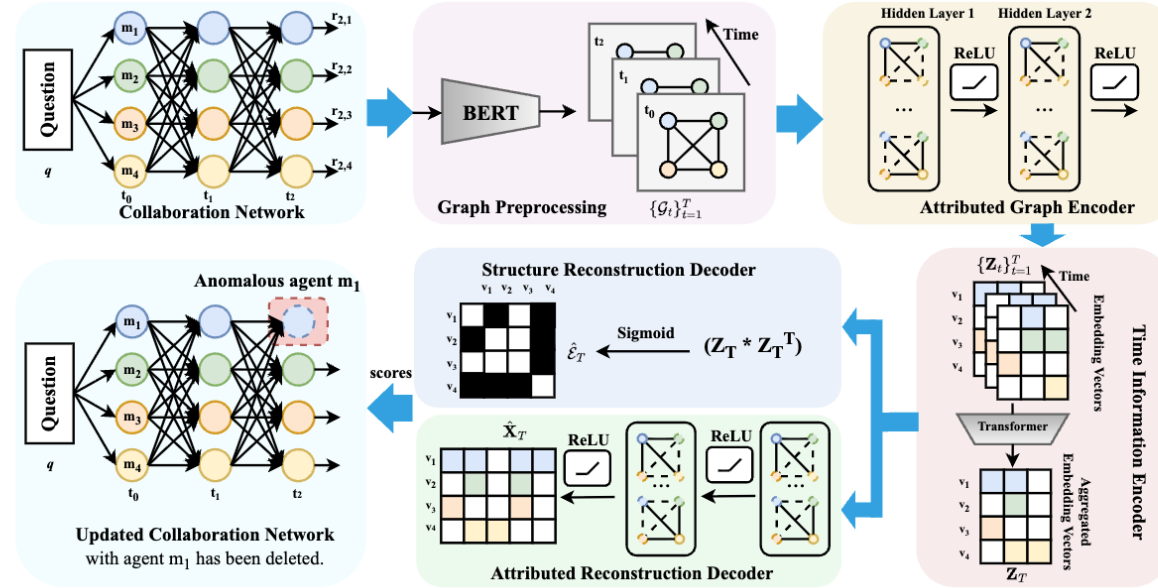 Question
q
m1
m2
m3
m4
t0
t1
t2
r2,1
r2,2
r2,3
r2,4
Collaboration Network
BERT
t2
t1
t0
Time
{𝒢t}Tt=1
Graph Preprocessing
Hidden Layer 1
Hidden Layer 2
ReLU
ReLU
...
...
Attributed Graph Encoder
{Zt}Tt=1
Time
v1
v2
v3
v4
Embedding Vectors
Transformer
v1
v2
v3
v4
Aggregated
Embedding Vectors
ZT
Time Information Encoder
Structure Reconstruction Decoder
v1 v2 v3 v4
v1
v2
v3
v4
ÊT
Sigmoid
(ZT * ZTT)
X̂T
v1
v2
v3
v4
ReLU
ReLU
...
...
Attributed Reconstruction Decoder
scores
Anomalous agent m1
Question
q
m1
m2
m3
m4
t0
t1
t2
Updated Collaboration Network
with agent m1 has been deleted.